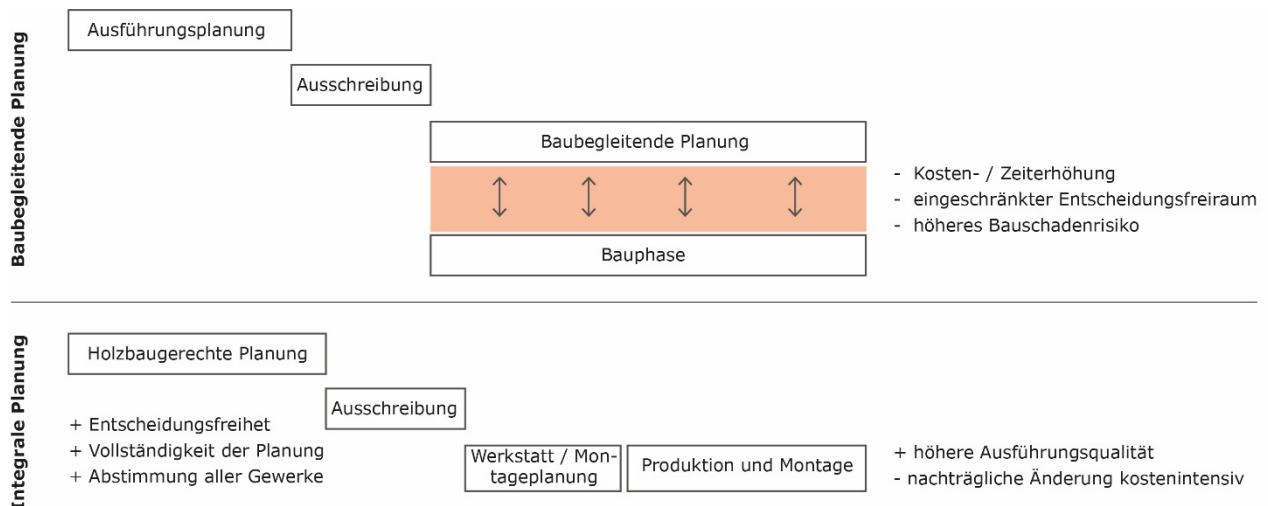 Baubegleitende Planung
Ausführungsplanung
Ausschreibung
Baubegleitende Planung
Bauphase
- Kosten- / Zeiterhöhung
- eingeschränkter Entscheidungsfreiraum
- höheres Bauschadenrisiko
Integrale Planung
Holzbaugerechte Planung
Ausschreibung
+ Entscheidungsfreihet
+ Vollständigkeit der Planung
+ Abstimmung aller Gewerke
Werkstatt / Mon-
tageplanung
Produktion und Montage
+ höhere Ausführungsqualität
- nachträgliche Änderung kostenintensiv